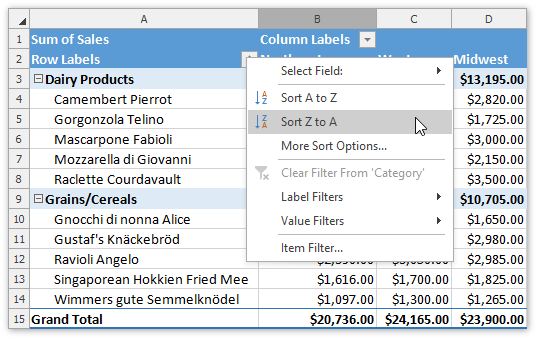 A B C D
1 Sum of Sales Column Labels
2 Row Labels Midwest
3 Dairy Products $13,195.00
Select Field:
4 Camembert Pierrot $2,820.00
Sort A to Z
5 Gorgonzola Telino $1,725.00
Sort Z to A
6 Mascarpone Fabioli $3,000.00
More Sort Options...
7 Mozzarella di Giovanni $2,150.00
Clear Filter From 'Category'
8 Raclette Courdavault $3,500.00
Label Filters
9 Grains/Cereals $10,705.00
Value Filters
10 Gnocchi di nonna Alice $1,650.00
Item Filter...
11 Gustaf's Knäckebröd $2,980.00
12 Ravioli Angelo $2,985.00
13 Singaporean Hokkien Fried Mee $1,616.00 $1,700.00 $1,825.00
14 Wimmers gute Semmelknödel $1,097.00 $1,300.00 $1,265.00
15 Grand Total $20,736.00 $24,165.00 $23,900.00